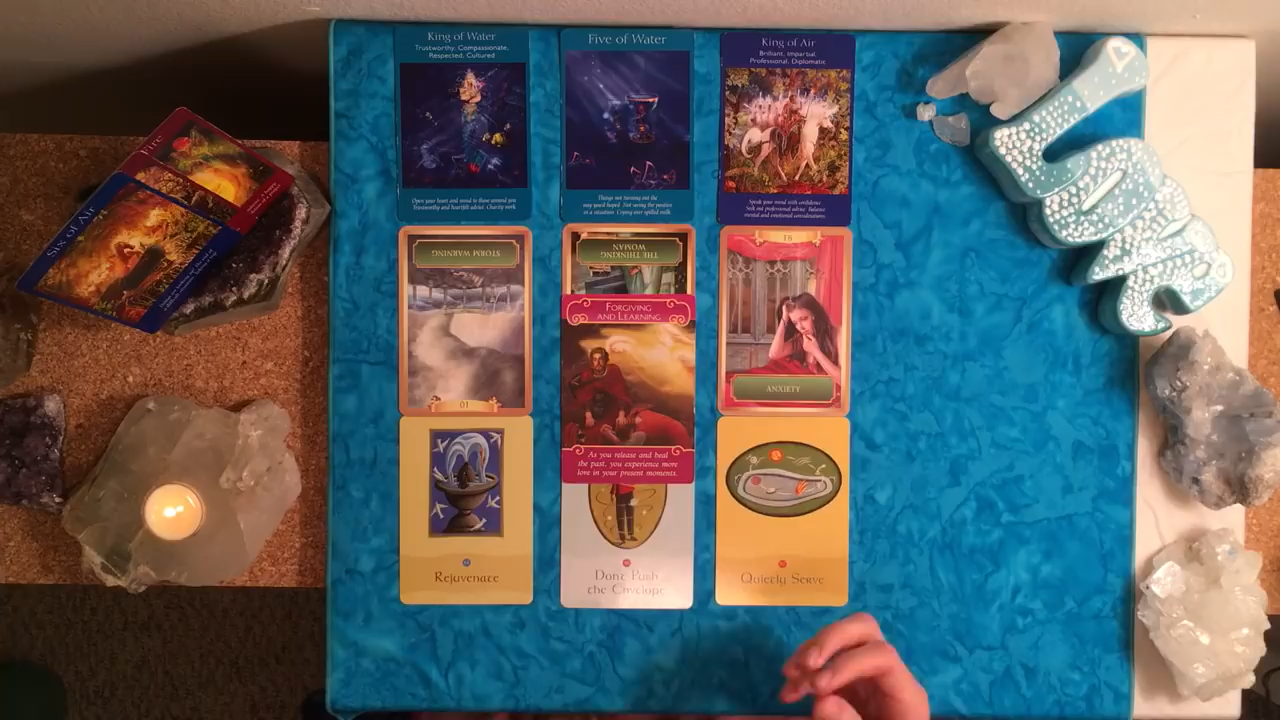 King of Water
Trustworthy, Compassionate,
Respected, Cultured
Open your heart and mind to those around you
Trustworthy and heartfelt advice Charity work
Five of Water
Things not turning out the
way you'd hoped Not seeing the positive
in a situation Crying over spilled milk
King of Air
Brilliant, Impartial,
Professional, Diplomatic
Speak your mind with confidence
Seek out professional advice Balance
mental and emotional considerations
Fire
Six of Air
STORM WARNING
10
THE THINKING
WOMAN
FORGIVING
AND LEARNING
As you release and heal
the past, you experience more
love in your present moments.
ANXIETY
Rejuvenate
Don't Push
the Envelope
Quietly Serve